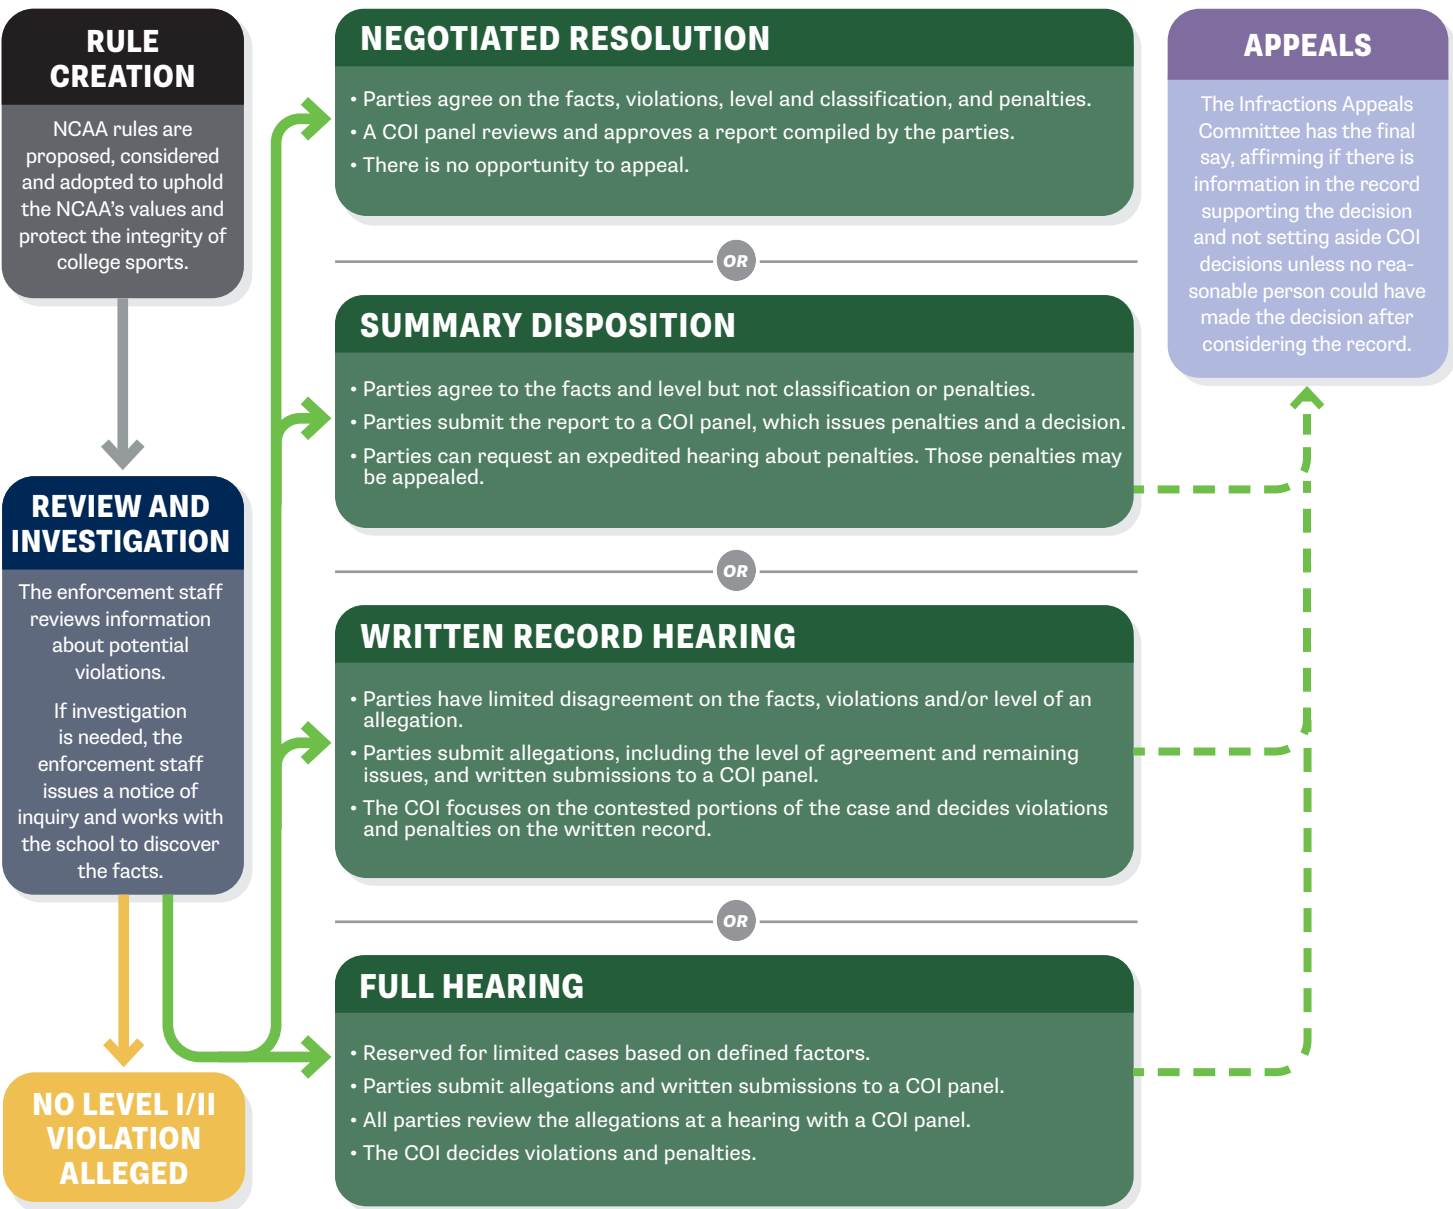 RULE
CREATION
NCAA rules are
proposed, considered
and adopted to uphold
the NCAA's values and
protect the integrity of
college sports.
REVIEW AND
INVESTIGATION
The enforcement staff
reviews information
about potential
violations.
If investigation
is needed, the
enforcement staff
issues a notice of
inquiry and works with
the school to discover
the facts.
NO LEVEL I/II
VIOLATION
ALLEGED
NEGOTIATED RESOLUTION
• Parties agree on the facts, violations, level and classification, and penalties.
• A COI panel reviews and approves a report compiled by the parties.
• There is no opportunity to appeal.
OR
SUMMARY DISPOSITION
• Parties agree to the facts and level but not classification or penalties.
• Parties submit the report to a COI panel, which issues penalties and a decision.
• Parties can request an expedited hearing about penalties. Those penalties may
be appealed.
OR
WRITTEN RECORD HEARING
• Parties have limited disagreement on the facts, violations and/or level of an
allegation.
• Parties submit allegations, including the level of agreement and remaining
issues, and written submissions to a COI panel.
• The COI focuses on the contested portions of the case and decides violations
and penalties on the written record.
OR
FULL HEARING
• Reserved for limited cases based on defined factors.
• Parties submit allegations and written submissions to a COI panel.
• All parties review the allegations at a hearing with a COI panel.
• The COI decides violations and penalties.
APPEALS
The Infractions Appeals
Committee has the final
say, affirming if there is
information in the record
supporting the decision
and not setting aside COI
decisions unless no rea-
sonable person could have
made the decision after
considering the record.